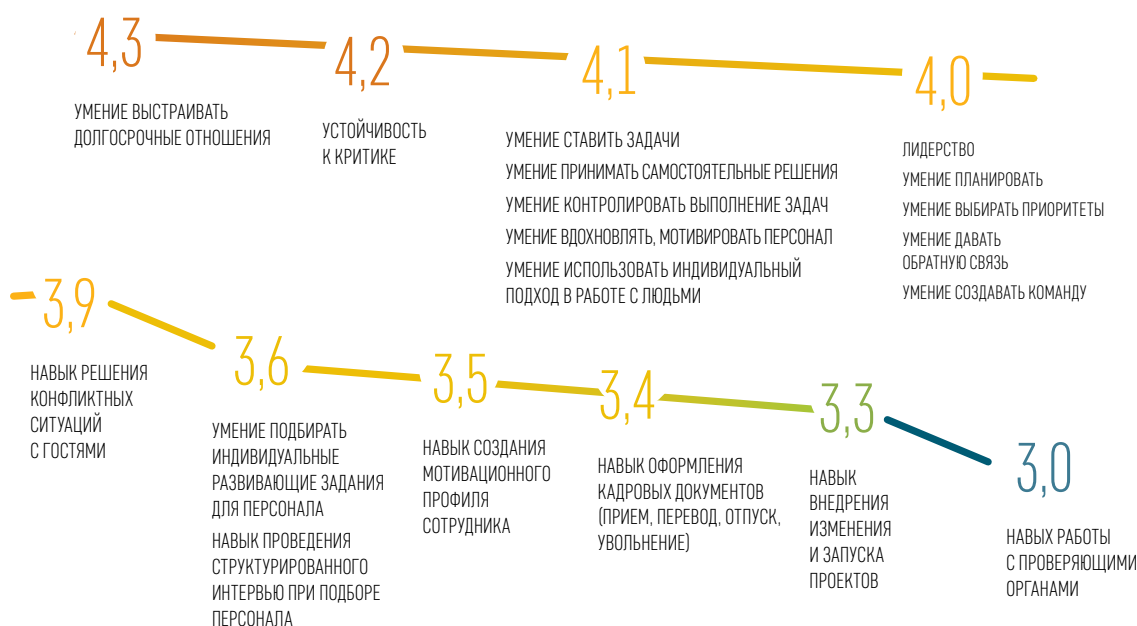 4,3
УМЕНИЕ ВЫСТРАИВАТЬ
ДОЛГОСРОЧНЫЕ ОТНОШЕНИЯ
4,2
УСТОЙЧИВОСТЬ
К КРИТИКЕ
4,1
УМЕНИЕ СТАВИТЬ ЗАДАЧИ
УМЕНИЕ ПРИНИМАТЬ САМОСТОЯТЕЛЬНЫЕ РЕШЕНИЯ
УМЕНИЕ КОНТРОЛИРОВАТЬ ВЫПОЛНЕНИЕ ЗАДАЧ
УМЕНИЕ ВДОХНОВЛЯТЬ, МОТИВИРОВАТЬ ПЕРСОНАЛ
УМЕНИЕ ИСПОЛЬЗОВАТЬ ИНДИВИДУАЛЬНЫЙ
ПОДХОД В РАБОТЕ С ЛЮДЬМИ
4,0
ЛИДЕРСТВО
УМЕНИЕ ПЛАНИРОВАТЬ
УМЕНИЕ ВЫБИРАТЬ ПРИОРИТЕТЫ
УМЕНИЕ ДАВАТЬ
ОБРАТНУЮ СВЯЗЬ
УМЕНИЕ СОЗДАВАТЬ КОМАНДУ
3,9
НАВЫК РЕШЕНИЯ
КОНФЛИКТНЫХ
СИТУАЦИЙ
С ГОСТЯМИ
3,6
УМЕНИЕ ПОДБИРАТЬ
ИНДИВИДУАЛЬНЫЕ
РАЗВИВАЮЩИЕ ЗАДАНИЯ
ДЛЯ ПЕРСОНАЛА
НАВЫК ПРОВЕДЕНИЯ
СТРУКТУРИРОВАННОГО
ИНТЕРВЬЮ ПРИ ПОДБОРЕ
ПЕРСОНАЛА
3,5
НАВЫК СОЗДАНИЯ
МОТИВАЦИОННОГО
ПРОФИЛЯ
СОТРУДНИКА
3,4
НАВЫК ОФОРМЛЕНИЯ
КАДРОВЫХ ДОКУМЕНТОВ
(ПРИЕМ, ПЕРЕВОД, ОТПУСК,
УВОЛЬНЕНИЕ)
3,3
НАВЫК
ВНЕДРЕНИЯ
ИЗМЕНЕНИЯ
И ЗАПУСКА
ПРОЕКТОВ
3,0
НАВЫХ РАБОТЫ
С ПРОВЕРЯЮЩИМИ
ОРГАНАМИ